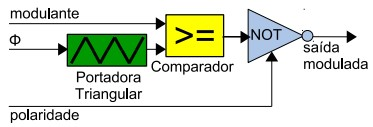 modulante
Φ
>=
NOT
Portadora
Triangular
Comparador
saída
modulada
polaridade